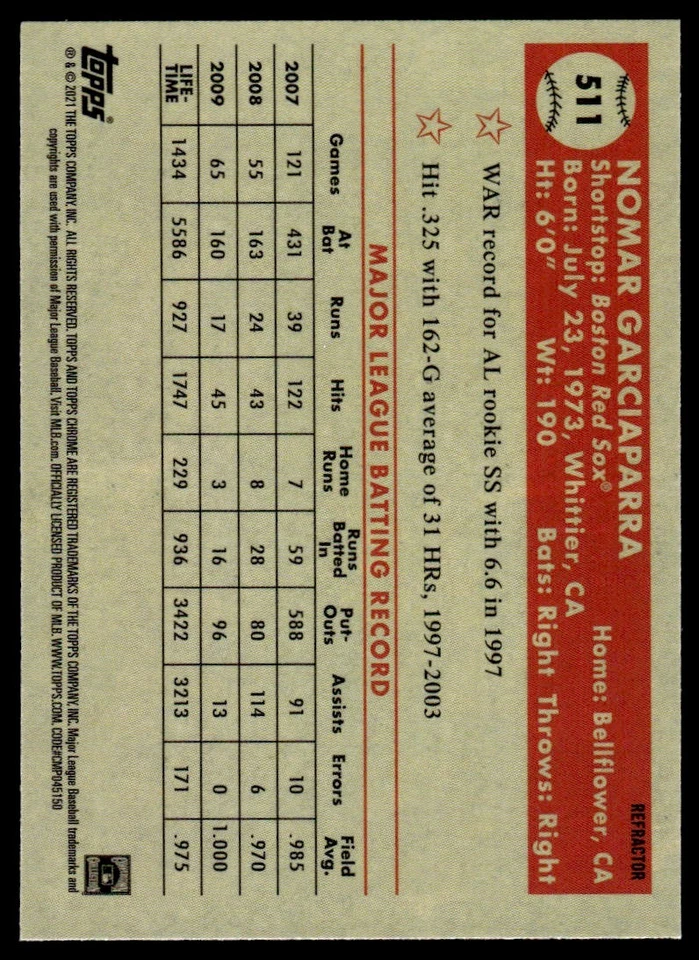 511
REFRACTOR
NOMAR GARCIAPARRA
Shortstop: Boston Red Sox® Home: Bellflower, CA
Born: July 23, 1973, Whittier, CA
Ht: 6'0" Wt: 190 Bats: Right Throws: Right
WAR record for AL rookie SS with 6.6 in 1997
Hit .325 with 162-G average of 31 HRs, 1997-2003
MAJOR LEAGUE BATTING RECORD
Games At Bat Runs Hits Home Runs Runs Batted In Put-Outs Assists Errors Field Avg.
2007 121 431 39 122 7 59 588 91 10 .985
2008 55 163 24 43 8 28 80 114 6 .970
2009 65 160 17 45 3 16 96 13 0 1.000
LIFE-TIME 1434 5586 927 1747 229 936 3422 3213 171 .975
topps®
® & © 2021 THE TOPPS COMPANY, INC. ALL RIGHTS RESERVED. TOPPS AND TOPPS CHROME ARE REGISTERED TRADEMARKS OF THE TOPPS COMPANY, INC. Major League Baseball trademarks and
copyrights are used with permission of Major League Baseball. Visit MLB.com. OFFICIALLY LICENSED PRODUCT OF MLB. WWW.TOPPS.COM. CODE#CMP045150